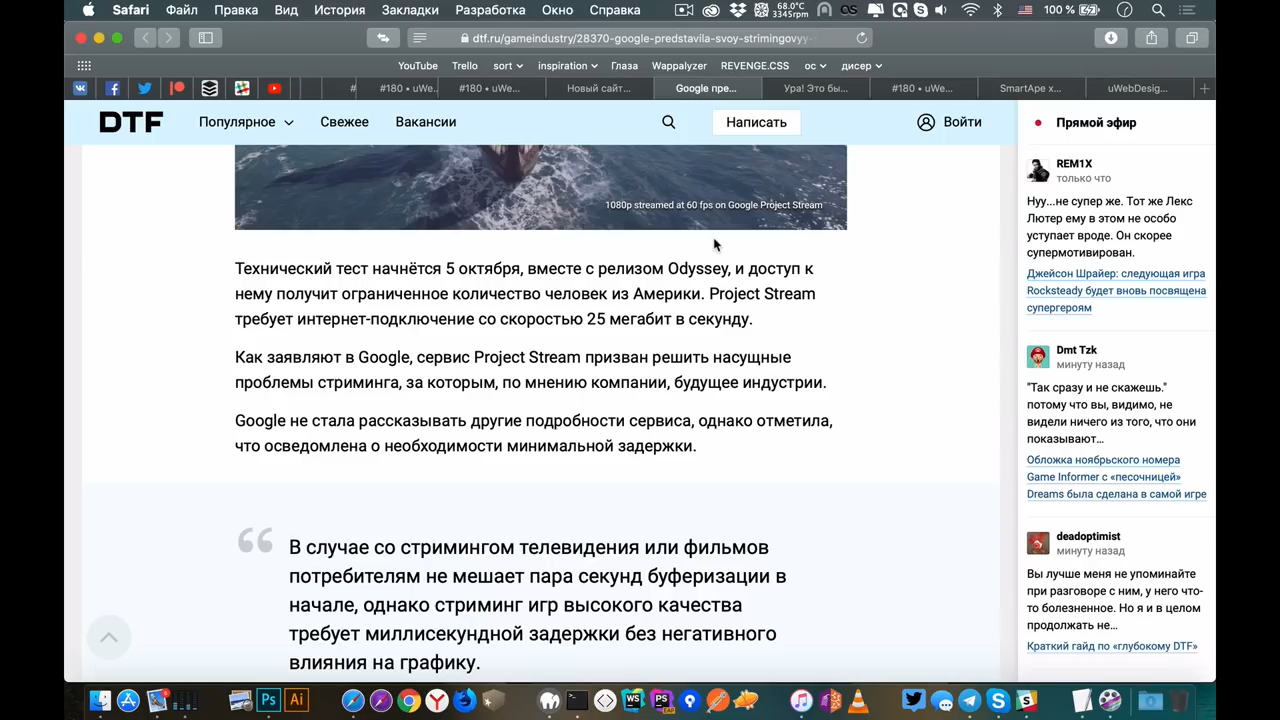 Safari Файл Правка Вид История Закладки Разработка Окно Справка 68.0°C 3345rpm OS 100 %
dtf.ru/gameindustry/28370-google-predstavila-svoy-strimingovyy-
YouTube Trello sort inspiration Глаза Wappalyzer REVENGE.CSS ос дисер
# #180 • uWe... #180 • uWe... Новый сайт... Google пре... Ура! Это бы... #180 • uWe... SmartApe х... uWebDesig...
DTF Популярное Свежее Вакансии Написать Войти
1080p streamed at 60 fps on Google Project Stream
Технический тест начнётся 5 октября, вместе с релизом Odyssey, и доступ к
нему получит ограниченное количество человек из Америки. Project Stream
требует интернет-подключение со скоростью 25 мегабит в секунду.
Как заявляют в Google, сервис Project Stream призван решить насущные
проблемы стриминга, за которым, по мнению компании, будущее индустрии.
Google не стала рассказывать другие подробности сервиса, однако отметила,
что осведомлена о необходимости минимальной задержки.
В случае со стримингом телевидения или фильмов
потребителям не мешает пара секунд буферизации в
начале, однако стриминг игр высокого качества
требует миллисекундной задержки без негативного
влияния на графику.
Прямой эфир
REM1X
только что
Нуу...не супер же. Тот же Лекс
Лютер ему в этом не особо
уступает вроде. Он скорее
супермотивирован.
Джейсон Шрайер: следующая игра
Rocksteady будет вновь посвящена
супергероям
Dmt Tzk
минуту назад
"Так сразу и не скажешь."
потому что вы, видимо, не
видели ничего из того, что они
показывают...
Обложка ноябрьского номера
Game Informer с «песочницей»
Dreams была сделана в самой игре
deadoptimist
минуту назад
Вы лучше меня не упоминайте
при разговоре с ним, у него что-
то болезненное. Но я и в целом
продолжать не...
Краткий гайд по «глубокому DTF»
Ps Ai WS PS